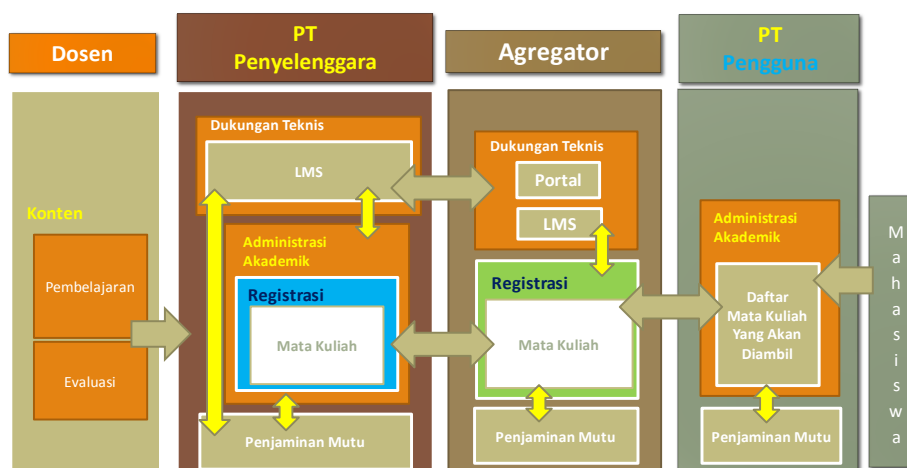 Dosen
PT
Penyelenggara
Agregator
PT
Pengguna
Konten
Pembelajaran
Evaluasi
Dukungan Teknis
LMS
Administrasi
Akademik
Registrasi
Mata Kuliah
Penjaminan Mutu
Dukungan Teknis
Portal
LMS
Registrasi
Mata Kuliah
Penjaminan Mutu
Administrasi
Akademik
Daftar
Mata Kuliah
Yang Akan
Diambil
Penjaminan Mutu
M
a
h
a
s
i
s
w
a